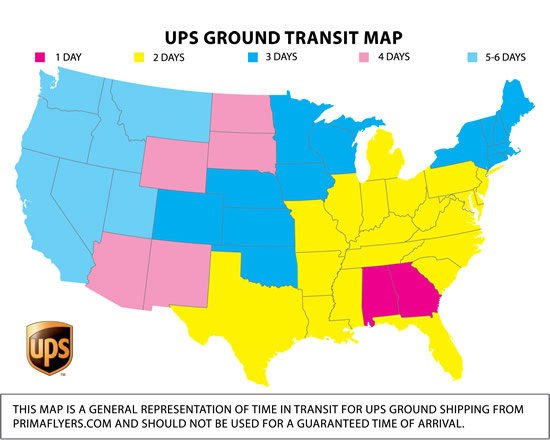 UPS GROUND TRANSIT MAP
1 DAY 2 DAYS 3 DAYS 4 DAYS 5-6 DAYS
ups
THIS MAP IS A GENERAL REPRESENTATION OF TIME IN TRANSIT FOR UPS GROUND SHIPPING FROM
PRIMAFLYERS.COM AND SHOULD NOT BE USED FOR A GUARANTEED TIME OF ARRIVAL.